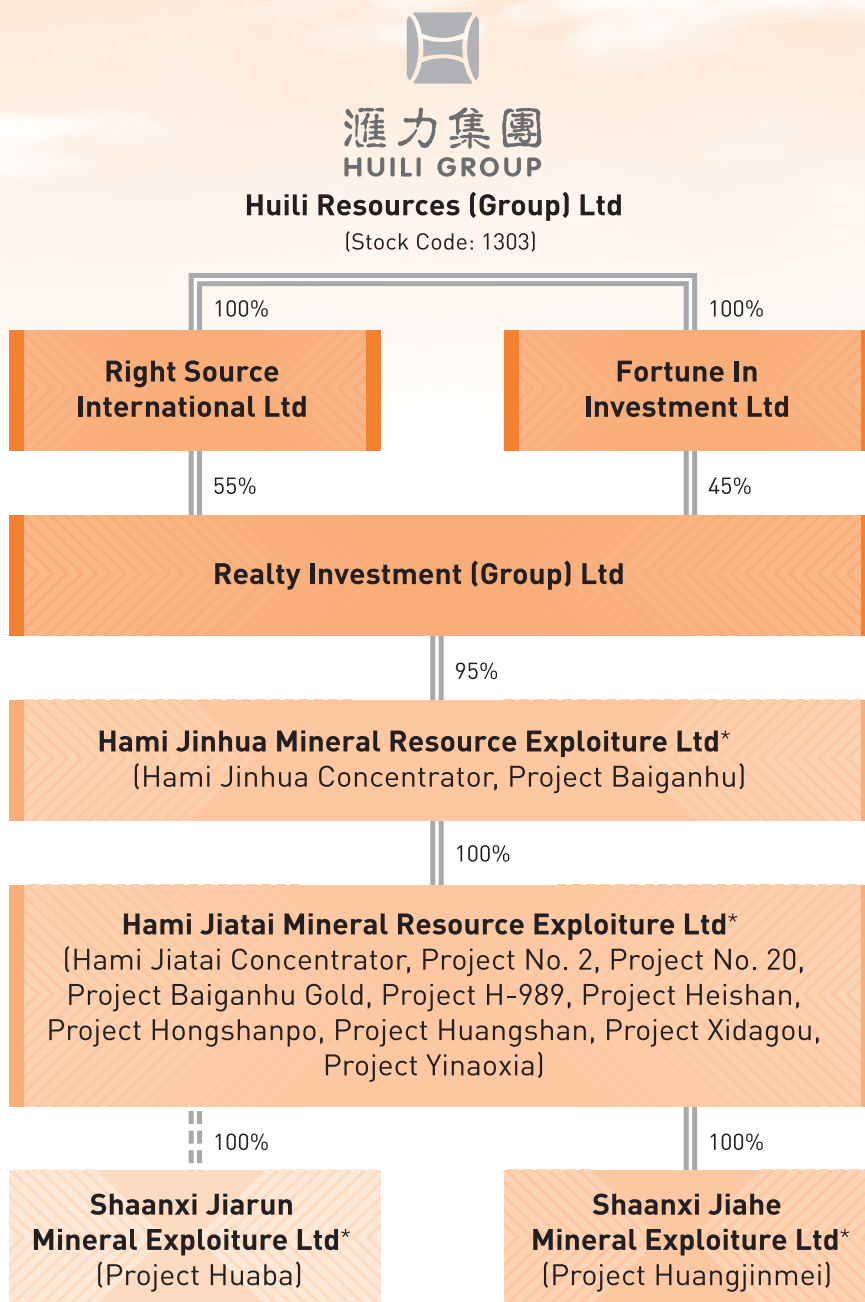 滙力集團
HUILI GROUP
Huili Resources (Group) Ltd
(Stock Code: 1303)
100%
100%
Right Source
International Ltd
Fortune In
Investment Ltd
55%
45%
Realty Investment (Group) Ltd
95%
Hami Jinhua Mineral Resource Exploiture Ltd*
(Hami Jinhua Concentrator, Project Baiganhu)
100%
Hami Jiatai Mineral Resource Exploiture Ltd*
(Hami Jiatai Concentrator, Project No. 2, Project No. 20,
Project Baiganhu Gold, Project H-989, Project Heishan,
Project Hongshanpo, Project Huangshan, Project Xidagou,
Project Yinaoxia)
100%
100%
Shaanxi Jiarun
Mineral Exploiture Ltd*
(Project Huaba)
Shaanxi Jiahe
Mineral Exploiture Ltd*
(Project Huangjinmei)